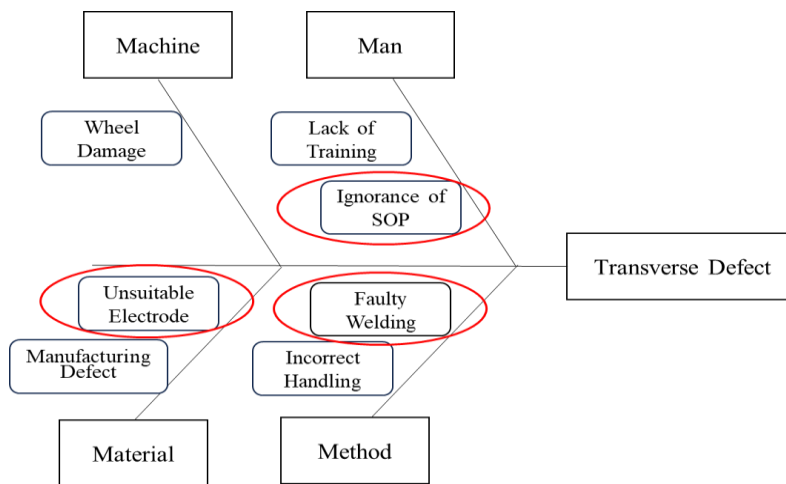 Machine
Man
Wheel
Damage
Lack of
Training
Ignorance of
SOP
Transverse Defect
Unsuitable
Electrode
Faulty
Welding
Manufacturing
Defect
Incorrect
Handling
Material
Method